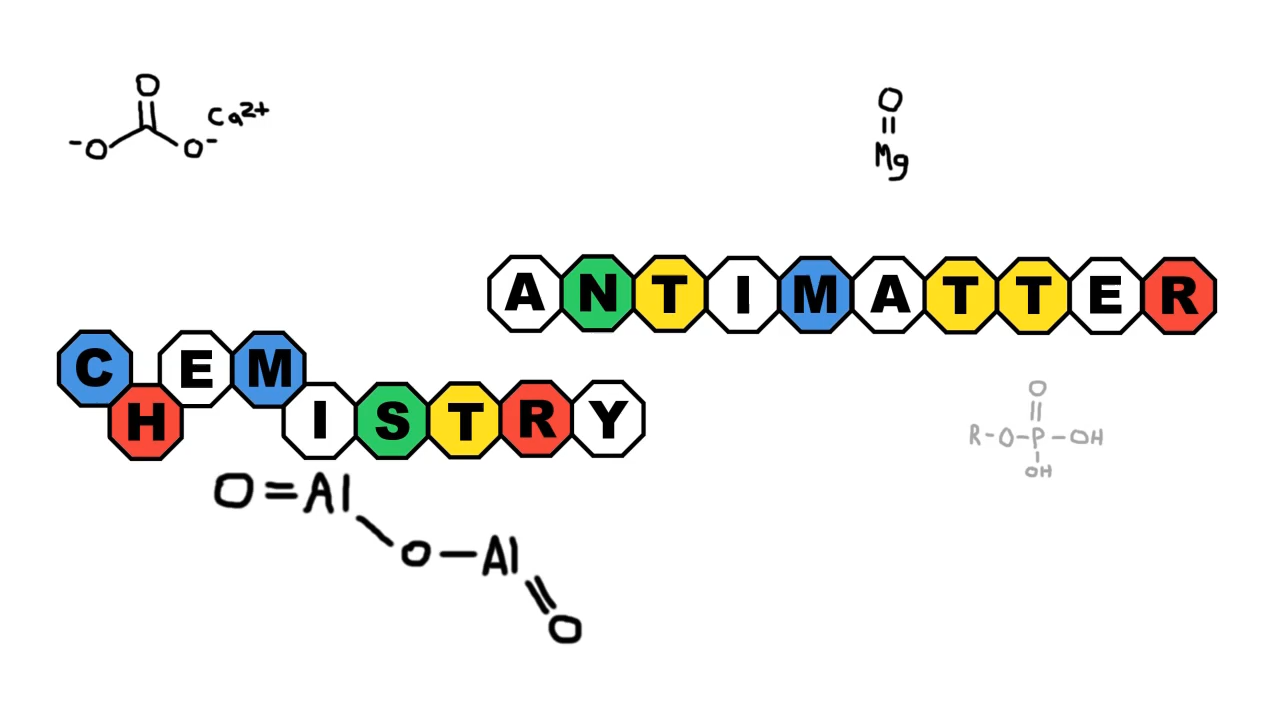 O
-O O- Ca2+
O
Mg
ANTIMATTER
CHEMISTRY
O
R-O-P-OH
OH
O=Al
O-Al
O